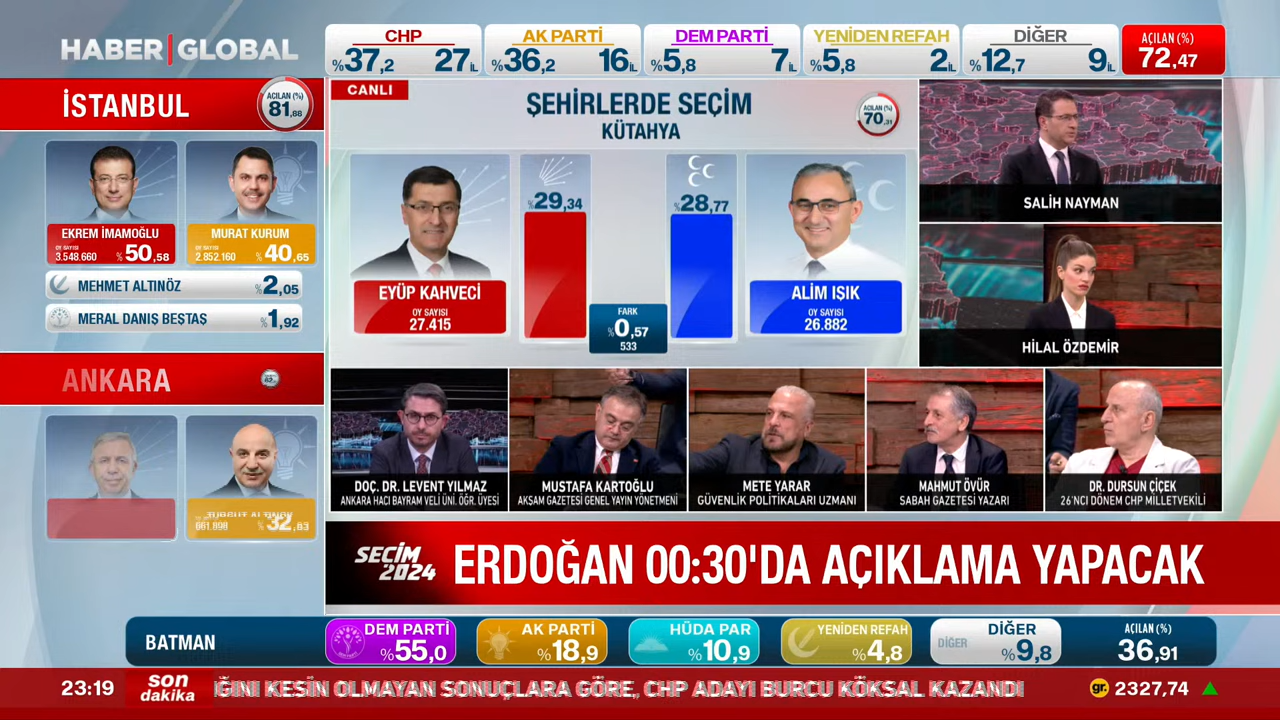 HABER GLOBAL
CHP
%37,2 27İL
AK PARTİ
%36,2 16İL
DEM PARTİ
%5,8 7İL
YENİDEN REFAH
%5,8 2İL
DİĞER
%12,7 9İL
AÇILAN (%)
72,47
İSTANBUL
AÇILAN (%)
81,88
EKREM İMAMOĞLU
OY SAYISI
3.548.660 %50,58
MURAT KURUM
OY SAYISI
2.852.160 %40,65
MEHMET ALTINÖZ %2,05
MERAL DANIŞ BEŞTAŞ %1,92
ANKARA
661.898 %32,63
CANLI
ŞEHİRLERDE SEÇİM
KÜTAHYA
AÇILAN (%)
70,31
%29,34
%28,77
EYÜP KAHVECİ
OY SAYISI
27.415
FARK
%0,57
533
ALİM IŞIK
OY SAYISI
26.882
SALİH NAYMAN
HİLAL ÖZDEMİR
DOÇ. DR. LEVENT YILMAZ
ANKARA HACI BAYRAM VELİ ÜNİ. ÖĞR. ÜYESİ
MUSTAFA KARTOĞLU
AKŞAM GAZETESİ GENEL YAYIN YÖNETMENİ
METE YARAR
GÜVENLİK POLİTİKALARI UZMANI
MAHMUT ÖVÜR
SABAH GAZETESİ YAZARI
DR. DURSUN ÇİÇEK
26'NCI DÖNEM CHP MİLLETVEKİLİ
SEÇİM
2024
ERDOĞAN 00:30'DA AÇIKLAMA YAPACAK
BATMAN
DEM PARTİ
%55,0
AK PARTİ
%18,9
HÜDA PAR
%10,9
YENİDEN REFAH
%4,8
DİĞER
DİĞER
%9,8
AÇILAN (%)
36,91
23:19
son
dakika
IĞINI KESİN OLMAYAN SONUÇLARA GÖRE, CHP ADAYI BURCU KÖKSAL KAZANDI
gr. 2327,74